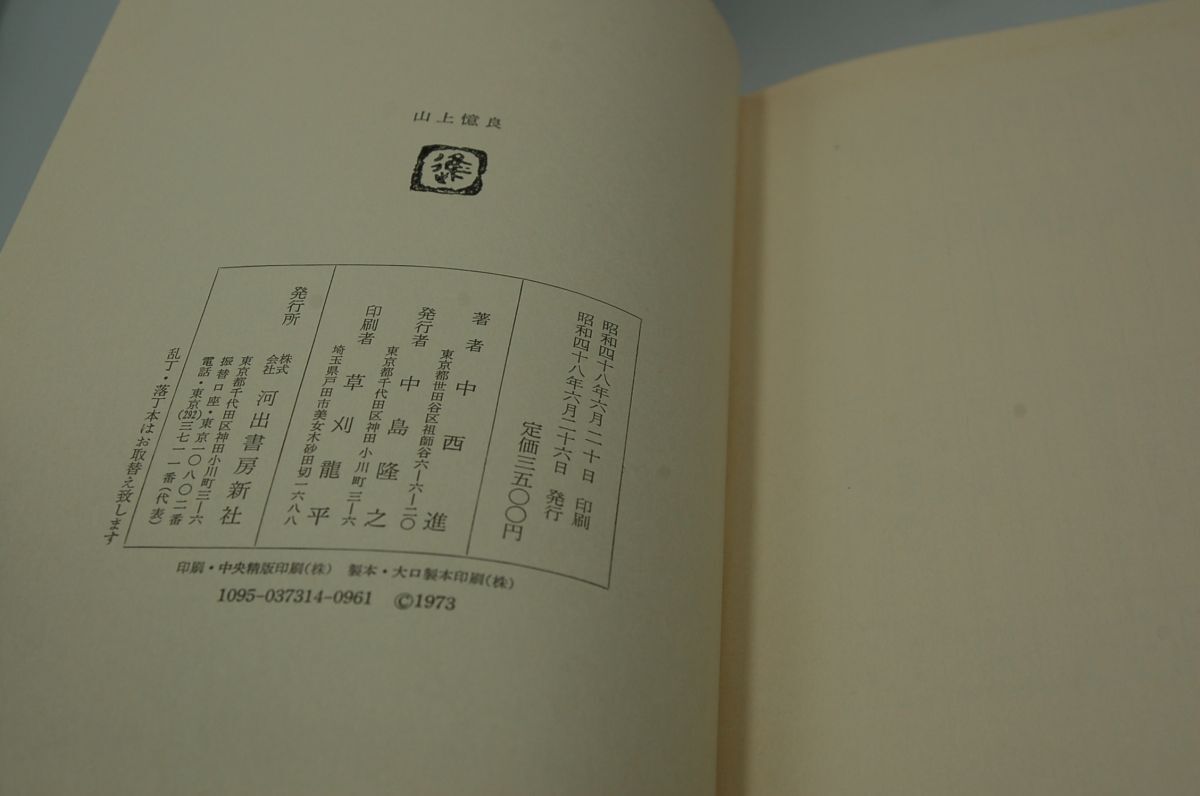 山上憶良
昭和四十八年六月二十日 印刷
昭和四十八年六月二十六日 発行
定価三五〇〇円
著者 中西進
東京都世田谷区祖師谷六ー六ー二〇
発行者 中島隆之
東京都千代田区神田小川町三ー六
印刷者 草刈龍平
埼玉県戸田市美女木砂田切一六八八
発行所 株式会社 河出書房新社
東京都千代田区神田小川町三ー六
振替口座・東京一〇八〇二番
電話・東京(292)三七一一番(代表)
乱丁・落丁本はお取替え致します
印刷・中央精版印刷(株) 製本・大口製本印刷(株)
1095-037314-0961 ©1973